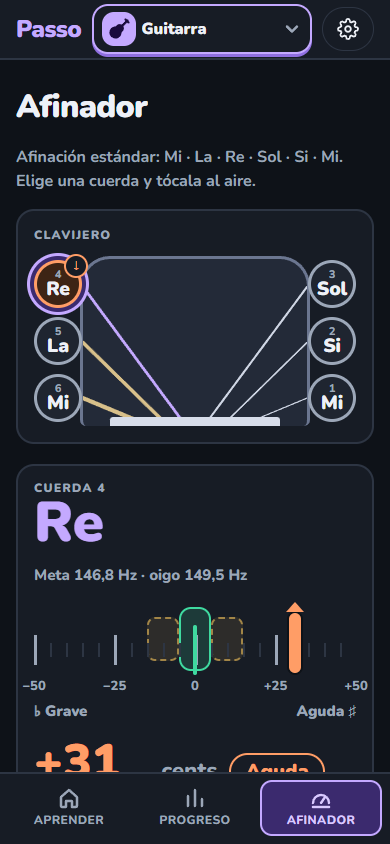 Passo
Guitarra
Afinador
Afinación estándar: Mi · La · Re · Sol · Si · Mi.
Elige una cuerda y tócala al aire.
CLAVIJERO
4
Re
↓
3
Sol
5
La
2
Si
6
Mi
1
Mi
CUERDA 4
Re
Meta 146,8 Hz · oigo 149,5 Hz
−50
−25
0
+25
+50
♭ Grave
Aguda ♯
+31 cents Aguda
APRENDER
PROGRESO
AFINADOR